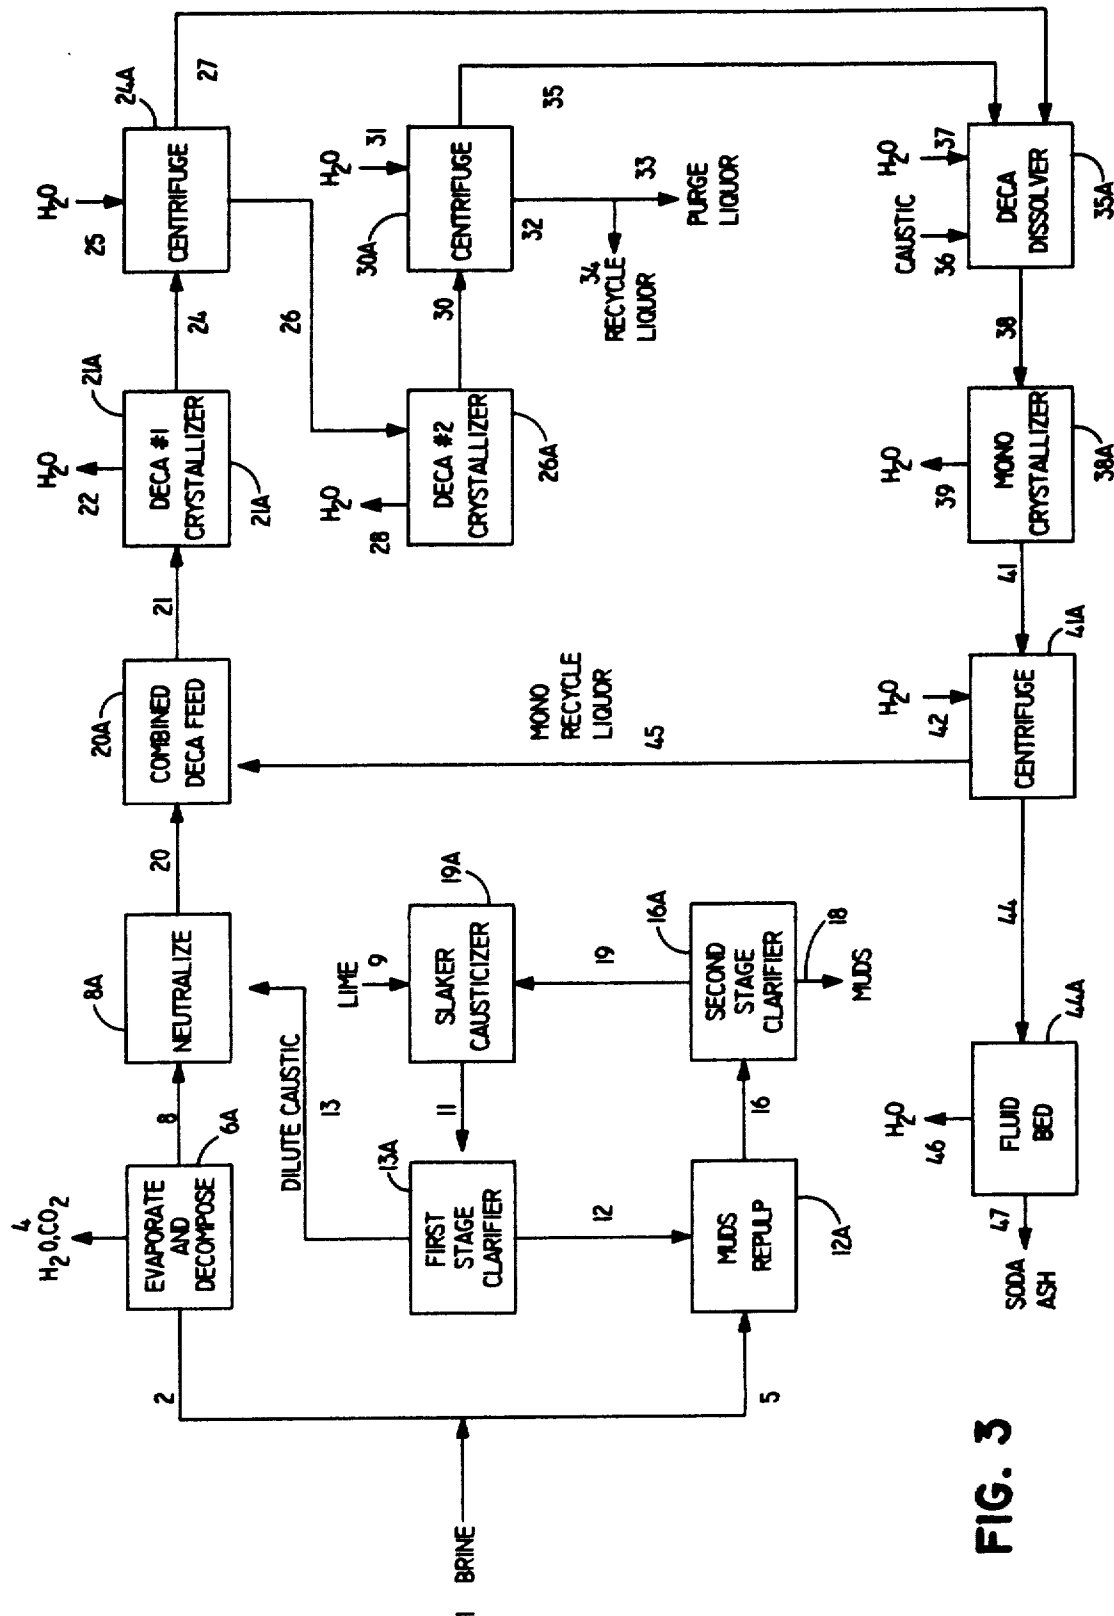 1 BRINE
2
5
4
H2O,CO2
EVAPORATE
AND
DECOMPOSE
6A
8
8A
NEUTRALIZE
20
20A
COMBINED
DECA FEED
21
H2O
22
21A
DECA #1
CRYSTALLIZER
21A
24
H2O
25
24A
CENTRIFUGE
27
26
DILUTE CAUSTIC
13
13A
FIRST
STAGE
CLARIFIER
11
LIME
9
SLAKER
CAUSTICIZER
19A
12
19
MUDS
REPULP
12A
16
16A
SECOND
STAGE
CLARIFIER
18
MUDS
H2O
28
DECA #2
CRYSTALLIZER
26A
30
30A
H2O
31
CENTRIFUGE
35
32
33
PURGE
LIQUOR
34
RECYCLE
LIQUOR
MONO
RECYCLE
LIQUOR
45
CAUSTIC
36
H2O
37
DECA
DISSOLVER
35A
38
H2O
39
MONO
CRYSTALLIZER
38A
41
H2O
42
CENTRIFUGE
41A
44
44A
H2O
46
FLUID
BED
47
SODA
ASH
FIG. 3